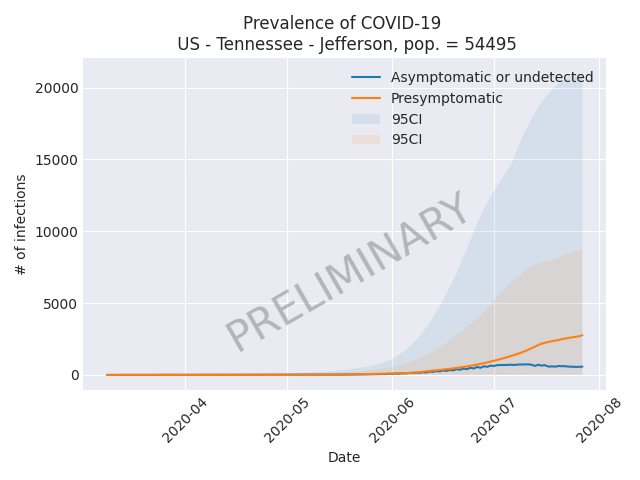 Prevalence of COVID-19
US - Tennessee - Jefferson, pop. = 54495
Asymptomatic or undetected
Presymptomatic
95CI
95CI
20000
15000
10000
5000
0
# of infections
PRELIMINARY
2020-04
2020-05
2020-06
2020-07
2020-08
Date